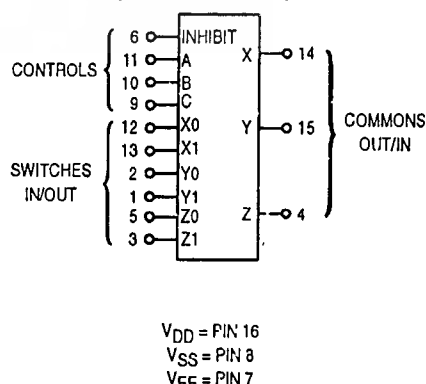 6 INHIBIT
11 A
10 B
9 C
12 X0
13 X1
2 Y0
1 Y1
5 Z0
3 Z1
X 14
Y 15
Z 4
CONTROLS
SWITCHES
IN/OUT
COMMONS
OUT/IN
VDD = PIN 16
VSS = PIN 8
VEE = PIN 7